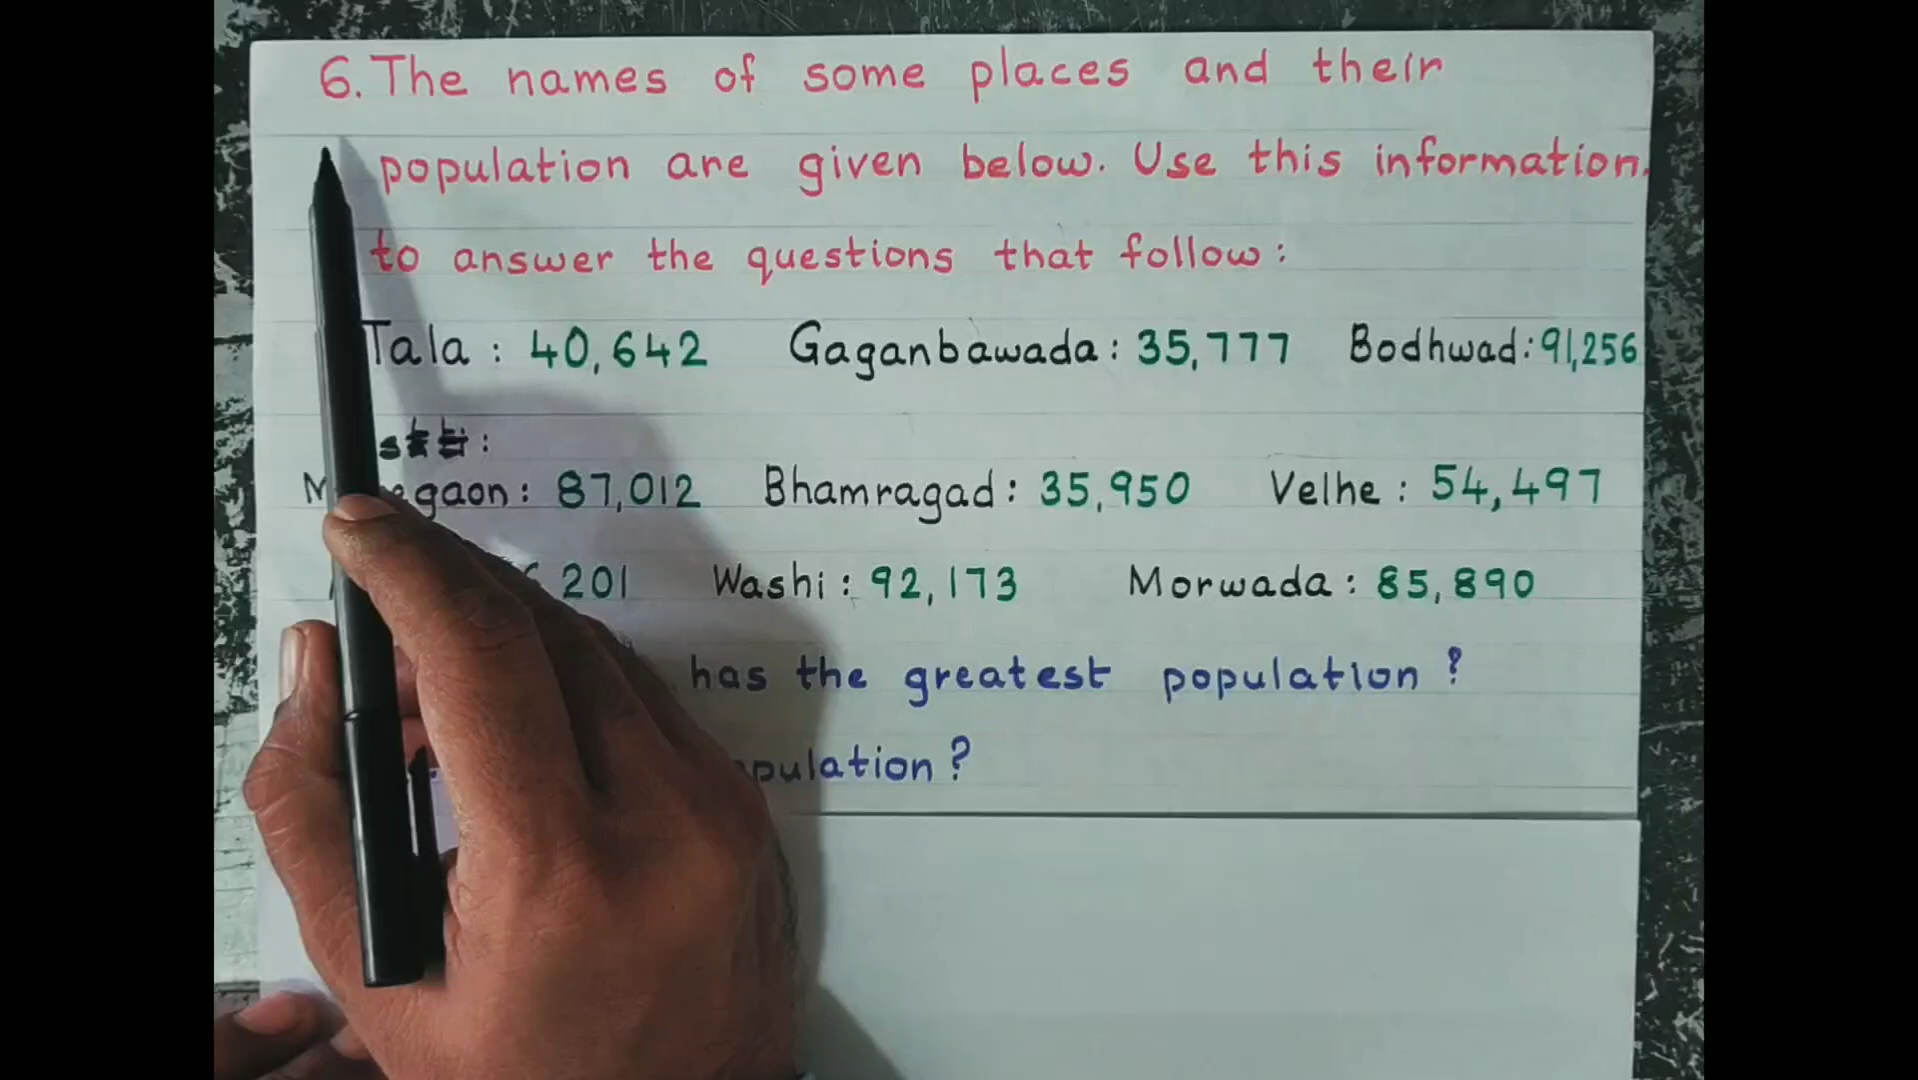 6. The names of some places and their
population are given below. Use this information
to answer the questions that follow:
Tala : 40,642 Gaganbawada : 35,777 Bodhwad : 91,256
87,012 Bhamragad : 35,950 Velhe : 54,497
201 Washi : 92,173 Morwada : 85,890
has the greatest population ?